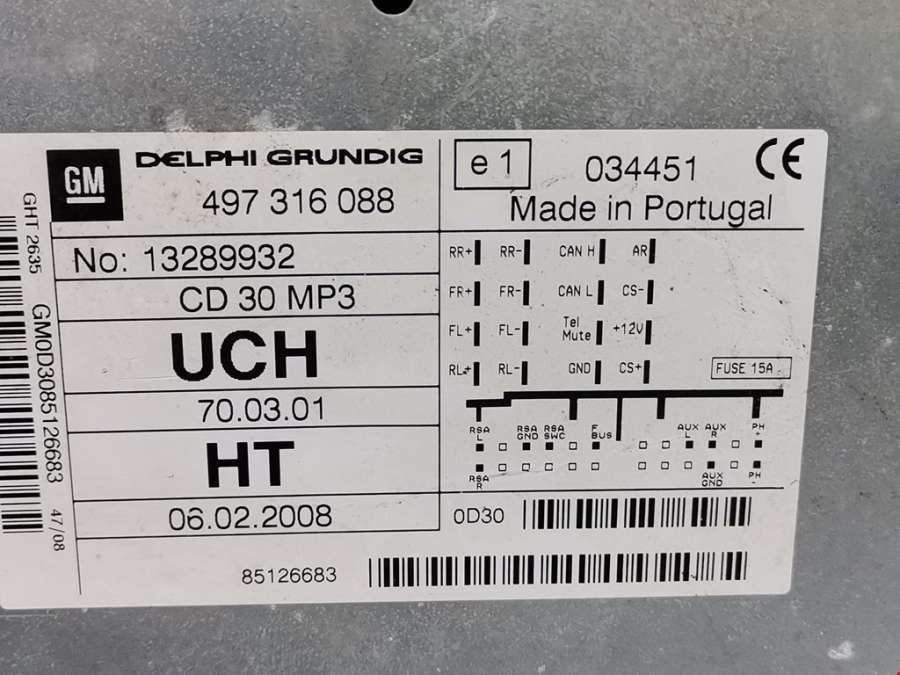 GM
DELPHI GRUNDIG
497 316 088
e1
034451
CE
Made in Portugal
No: 13289932
CD 30 MP3
UCH
70.03.01
HT
06.02.2008
RR+ RR- CAN H AR
FR+ FR- CAN L CS-
FL+ FL- Tel Mute +12V
RL+ RL- GND CS+
FUSE 15A
RSA L
RSA GND
RSA SWC
F BUS
AUX L
AUX R
PH +
RSA R
AUX GND
PH -
0D30
85126683
GHT 2635
GM0D3085126683
47/08